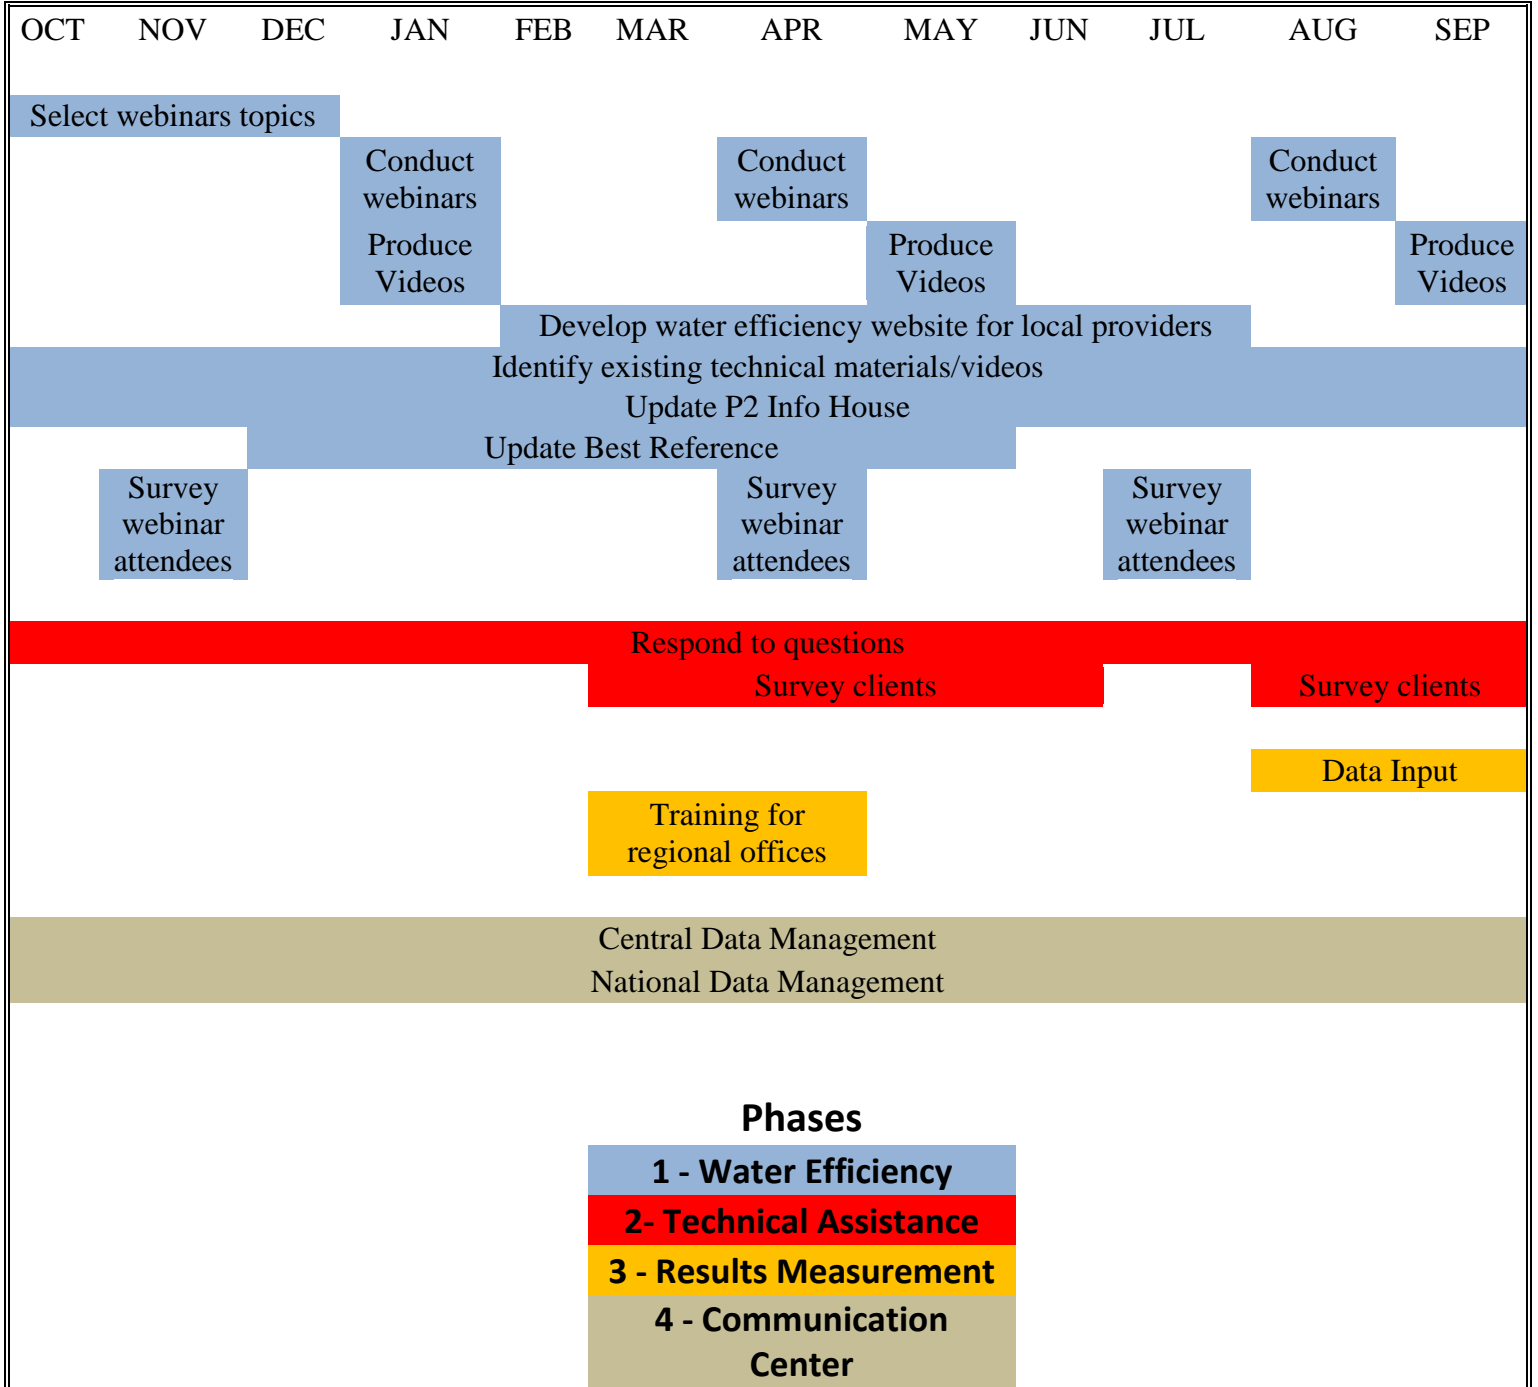 OCT NOV DEC JAN FEB MAR APR MAY JUN JUL AUG SEP
Select webinars topics
Conduct Conduct Conduct
webinars webinars webinars
Produce Produce Produce
Videos Videos Videos
Develop water efficiency website for local providers
Identify existing technical materials/videos
Update P2 Info House
Update Best Reference
Survey Survey Survey
webinar webinar webinar
attendees attendees attendees
Respond to questions
Survey clients Survey clients
Data Input
Training for
regional offices
Central Data Management
National Data Management
Phases
1 - Water Efficiency
2- Technical Assistance
3 - Results Measurement
4 - Communication
Center